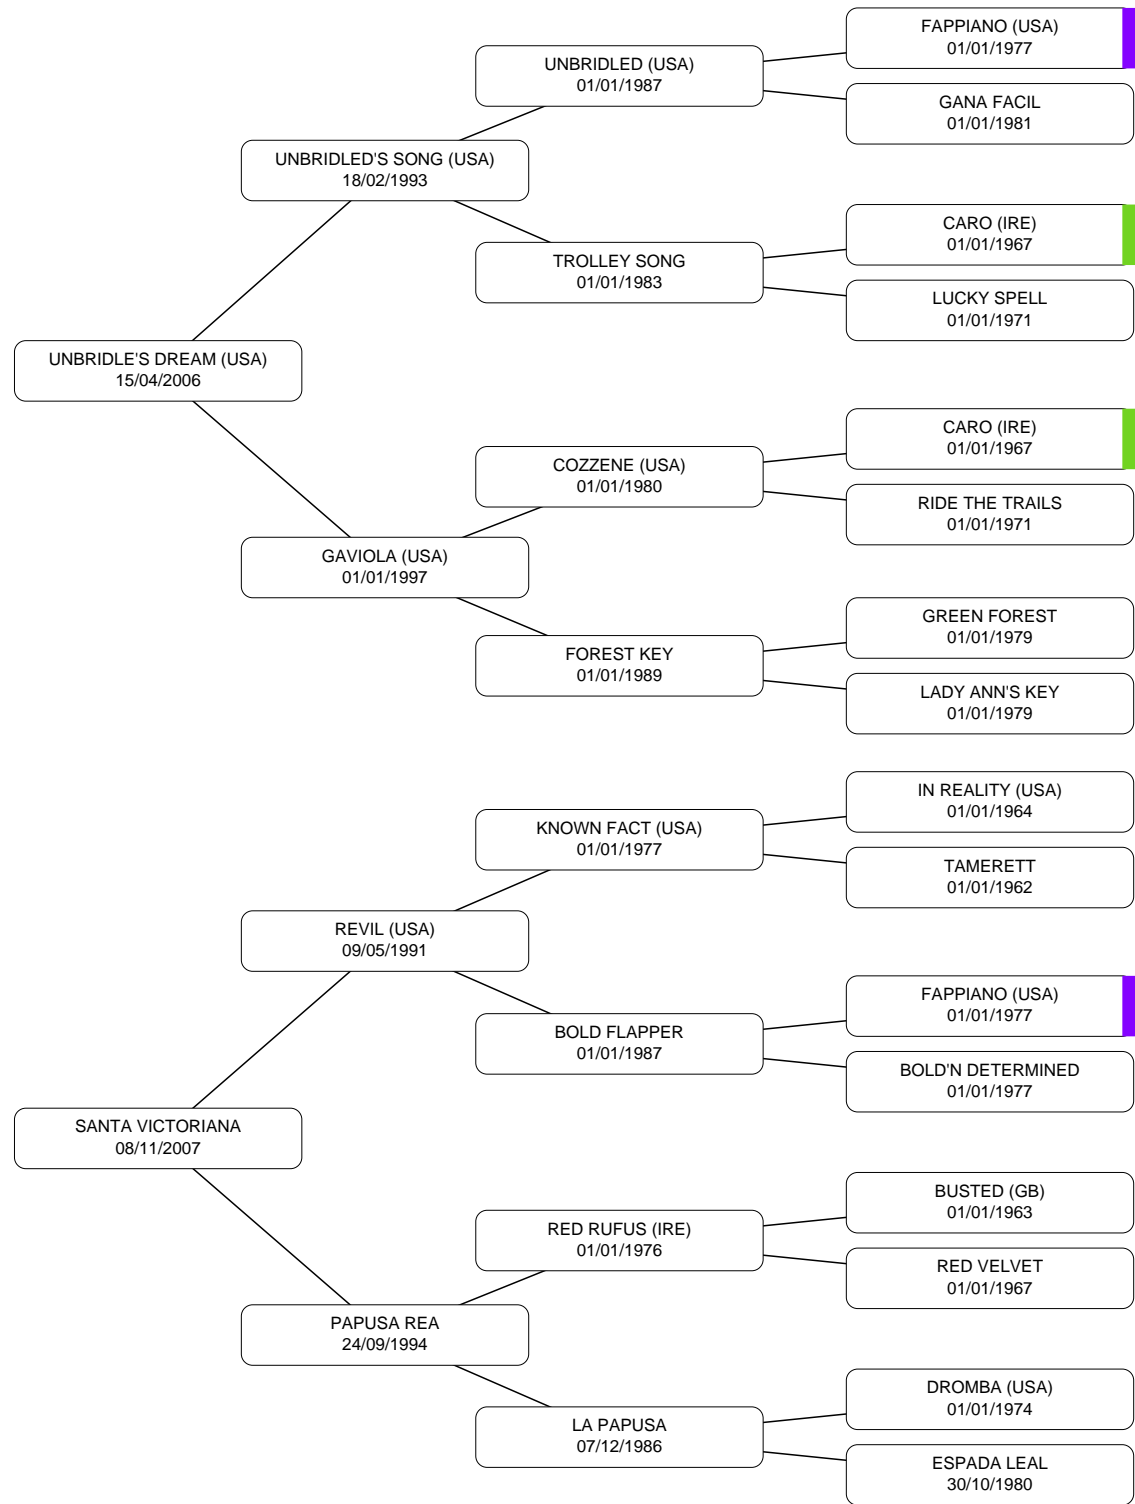 FAPPIANO (USA)
01/01/1977
UNBRIDLED (USA)
01/01/1987
GANA FACIL
01/01/1981
UNBRIDLED'S SONG (USA)
18/02/1993
CARO (IRE)
01/01/1967
TROLLEY SONG
01/01/1983
LUCKY SPELL
01/01/1971
UNBRIDLE'S DREAM (USA)
15/04/2006
CARO (IRE)
01/01/1967
COZZENE (USA)
01/01/1980
RIDE THE TRAILS
01/01/1971
GAVIOLA (USA)
01/01/1997
GREEN FOREST
01/01/1979
FOREST KEY
01/01/1989
LADY ANN'S KEY
01/01/1979
IN REALITY (USA)
01/01/1964
KNOWN FACT (USA)
01/01/1977
TAMERETT
01/01/1962
REVIL (USA)
09/05/1991
FAPPIANO (USA)
01/01/1977
BOLD FLAPPER
01/01/1987
BOLD'N DETERMINED
01/01/1977
SANTA VICTORIANA
08/11/2007
BUSTED (GB)
01/01/1963
RED RUFUS (IRE)
01/01/1976
RED VELVET
01/01/1967
PAPUSA REA
24/09/1994
DROMBA (USA)
01/01/1974
LA PAPUSA
07/12/1986
ESPADA LEAL
30/10/1980